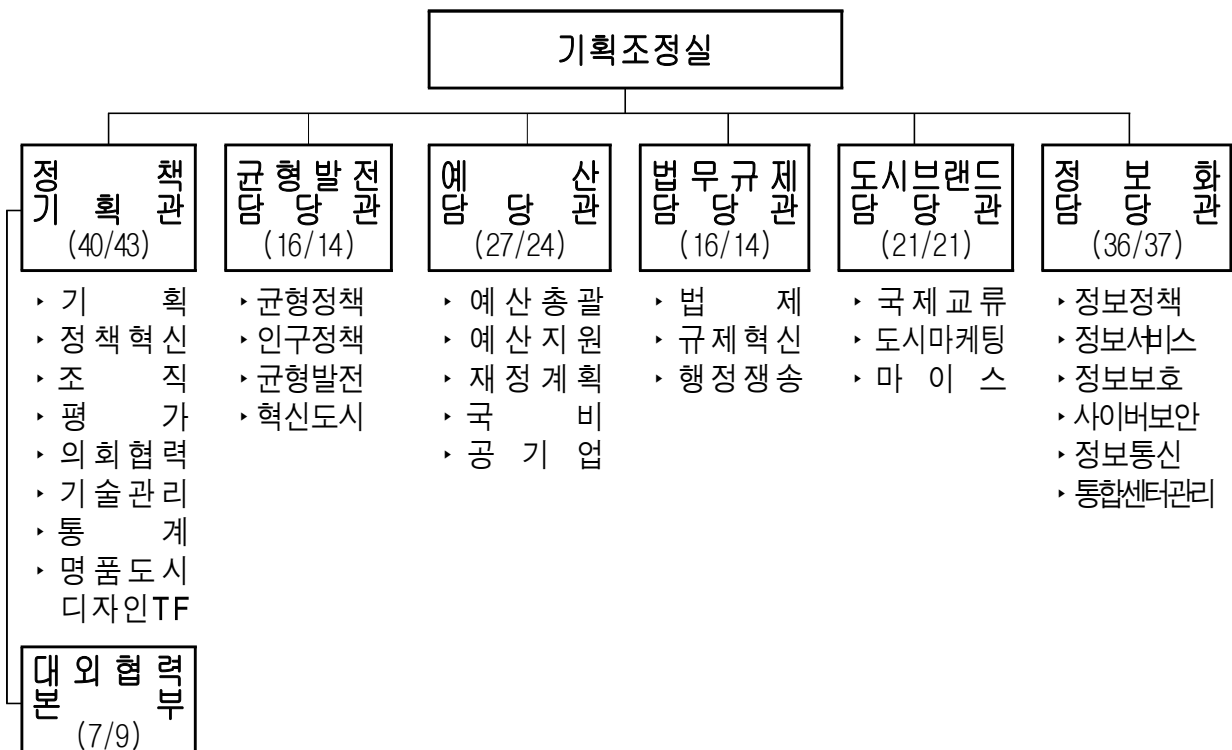 기획조정실
정 책
기 획 관
(40/43)
‣ 기 획
‣ 정책혁신
‣ 조 직
‣ 평 가
‣ 의회협력
‣ 기술관리
‣ 통 계
‣ 명품도시
디자인TF
대외협력
본 부
(7/9)
균형발전
담 당 관
(16/14)
‣ 균형정책
‣ 인구정책
‣ 균형발전
‣ 혁신도시
예 산
담 당 관
(27/24)
‣ 예산총괄
‣ 예산지원
‣ 재정계획
‣ 국 비
‣ 공 기 업
법무규제
담 당 관
(16/14)
‣ 법 제
‣ 규제혁신
‣ 행정쟁송
도시브랜드
담 당 관
(21/21)
‣ 국제교류
‣ 도시마케팅
‣ 마 이 스
정 보 화
담 당 관
(36/37)
‣ 정보정책
‣ 정보서비스
‣ 정보보호
‣ 사이버보안
‣ 정보통신
‣ 통합센터관리